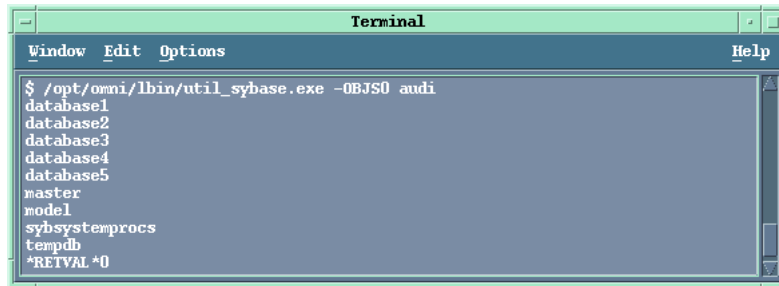 Terminal
Window Edit Options Help
$ /opt/omni/lbin/util_sybase.exe -OBJS0 audi
database1
database2
database3
database4
database5
master
model
sybsystemprocs
tempdb
*RETVAL*0